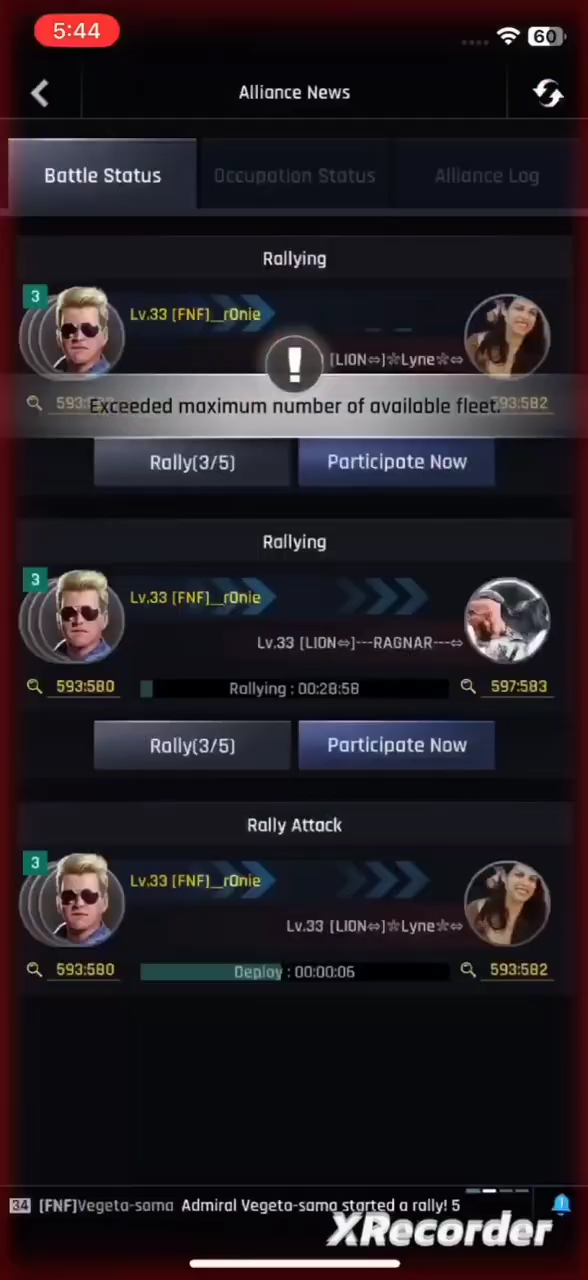 5:44
60
Alliance News
Battle Status
Occupation Status
Alliance Log
Rallying
3
Lv.33 [FNF]__r0nie
[LION⇔]☆Lyne☆⇔
593:582
Exceeded maximum number of available fleet.
Rally(3/5)
Participate Now
Rallying
3
Lv.33 [FNF]__r0nie
Lv.33 [LION⇔]---RAGNAR---⇔
593:580
Rallying : 00:28:58
597:583
Rally(3/5)
Participate Now
Rally Attack
3
Lv.33 [FNF]__r0nie
Lv.33 [LION⇔]☆Lyne☆⇔
593:580
Deploy : 00:00:05
593:582
34 [FNF]Vegeta-sama Admiral Vegeta-sama started a rally! 5
XRecorder